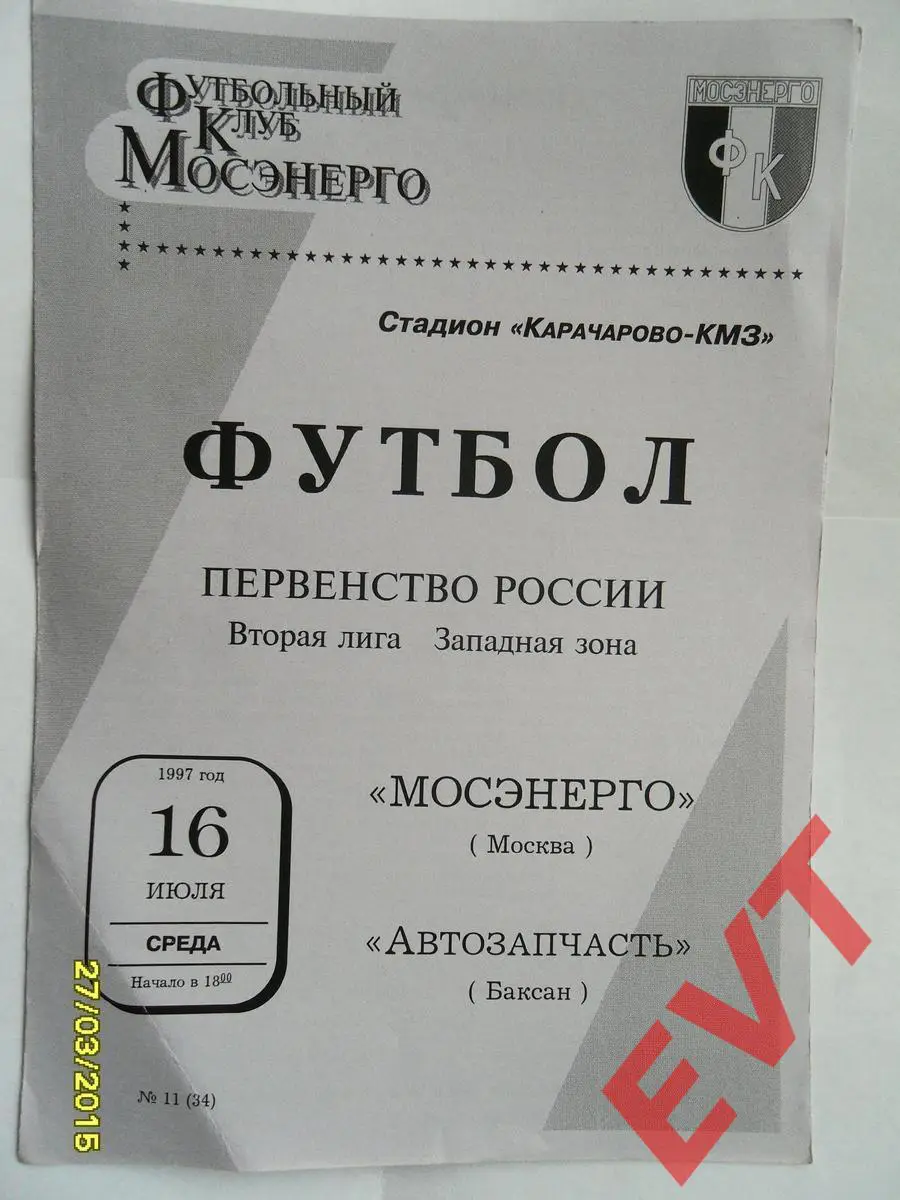 Футбольный
Клуб
Мосэнерго
МОСЭНЕРГО
ФК
Стадион «Карачарово-КМЗ»
ФУТБОЛ
ПЕРВЕНСТВО РОССИИ
Вторая лига Западная зона
1997 год
16
ИЮЛЯ
СРЕДА
Начало в 18⁰⁰
«МОСЭНЕРГО»
( Москва )
«Автозапчасть»
( Баксан )
№ 11 (34)
27/03/2015
EVT